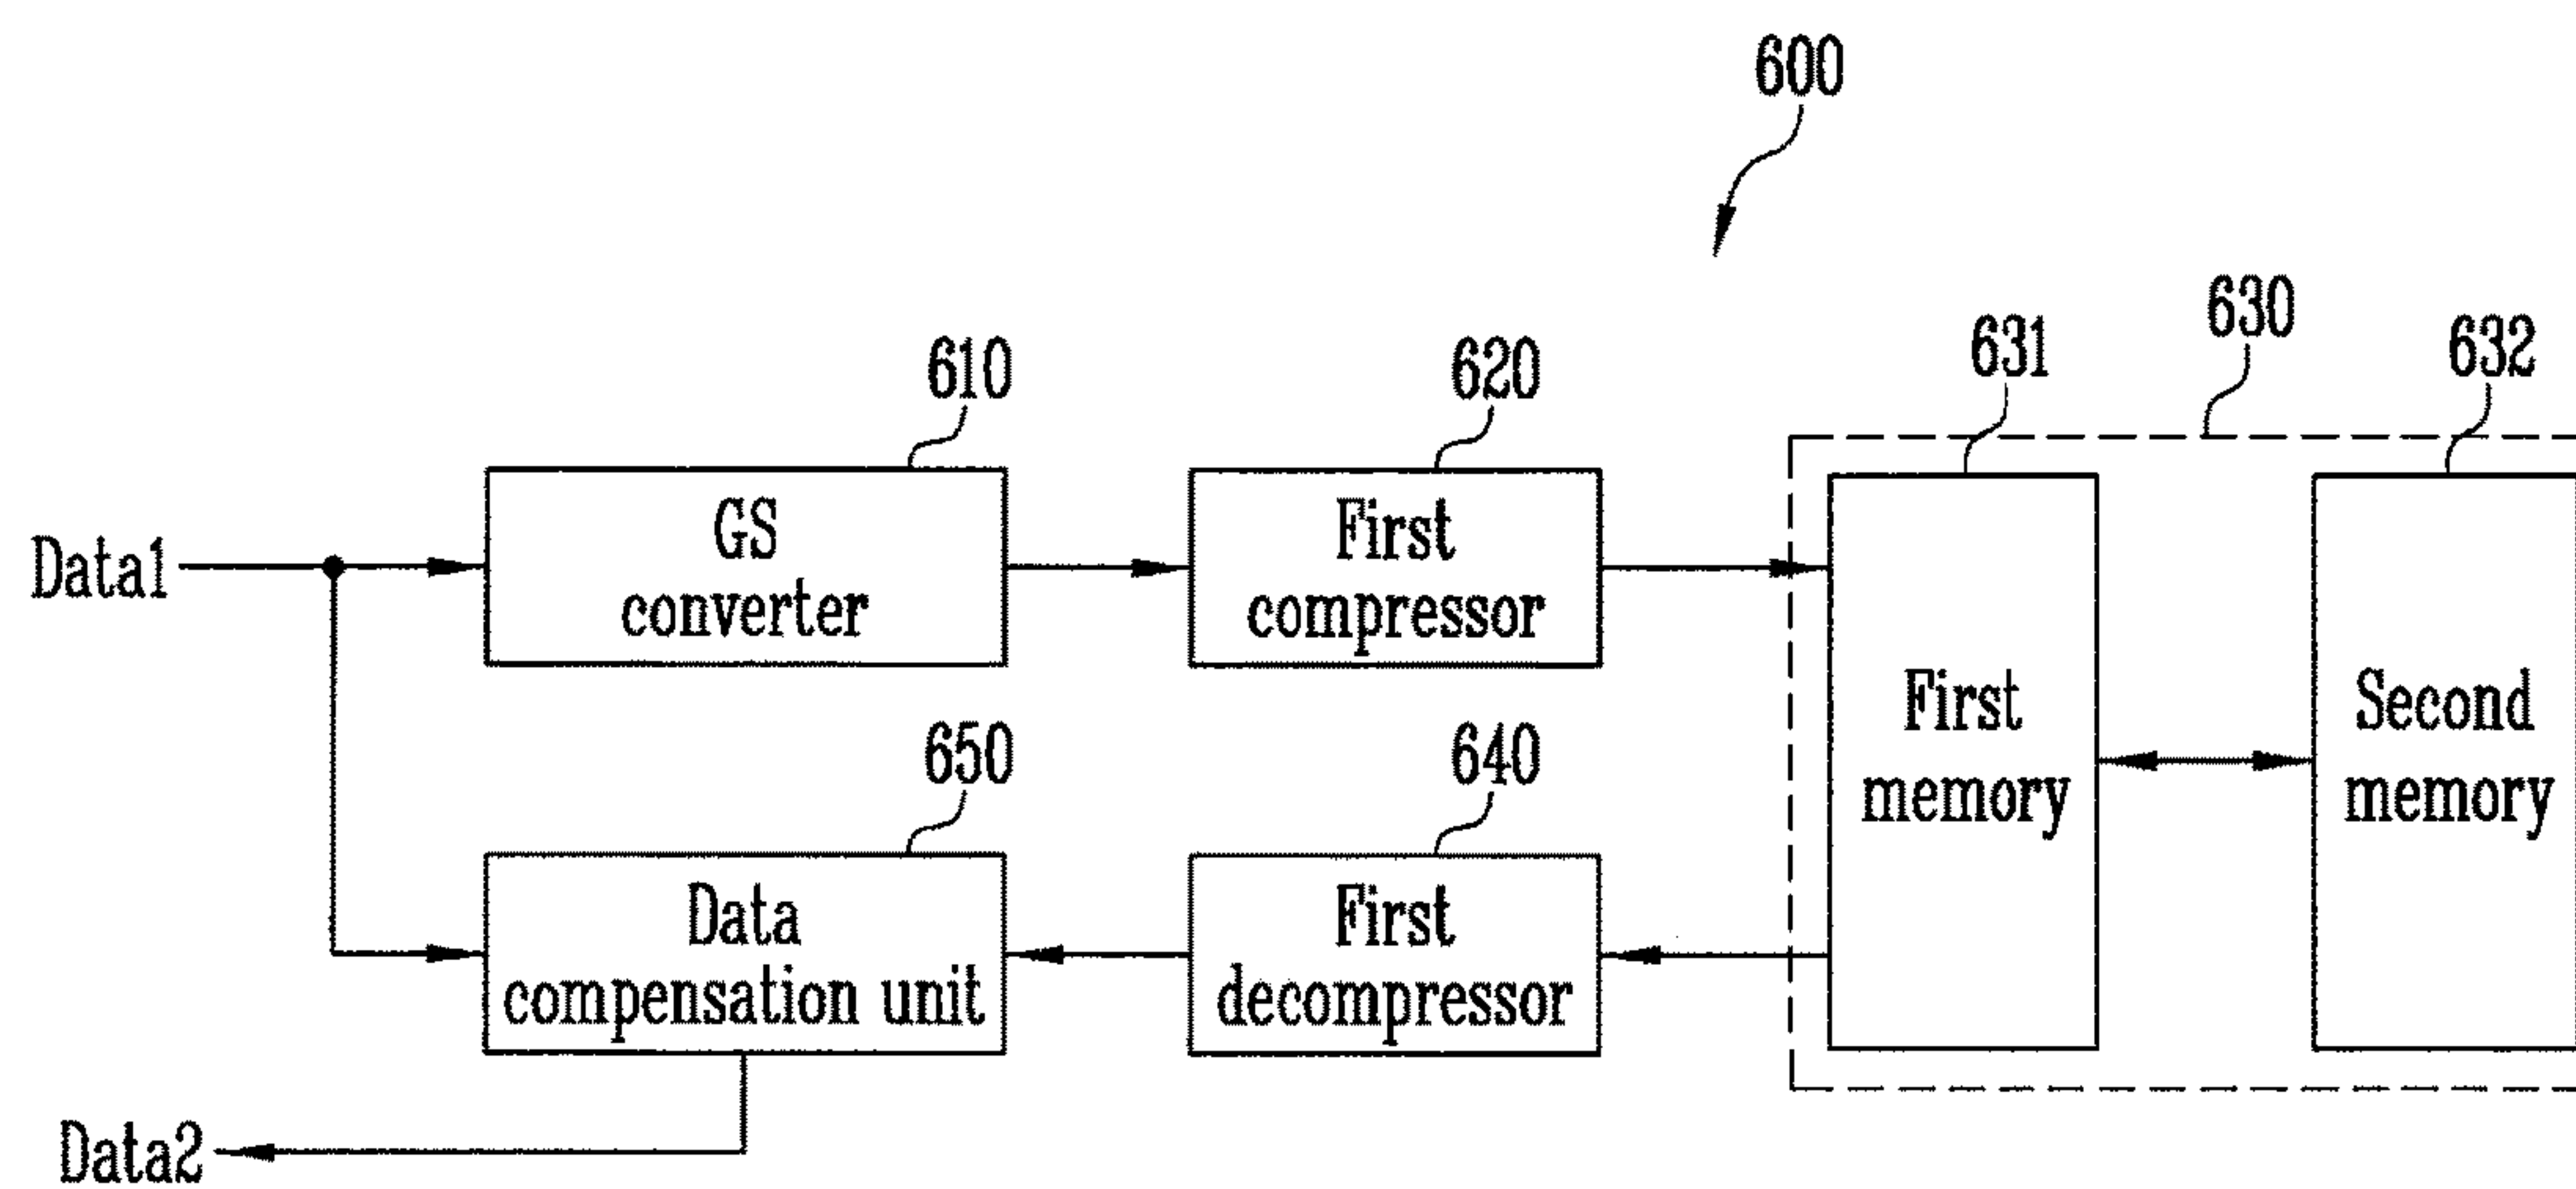 600
630
631
632
610
620
Data1
GS
converter
First
compressor
First
memory
Second
memory
650
640
Data
compensation unit
First
decompressor
Data2